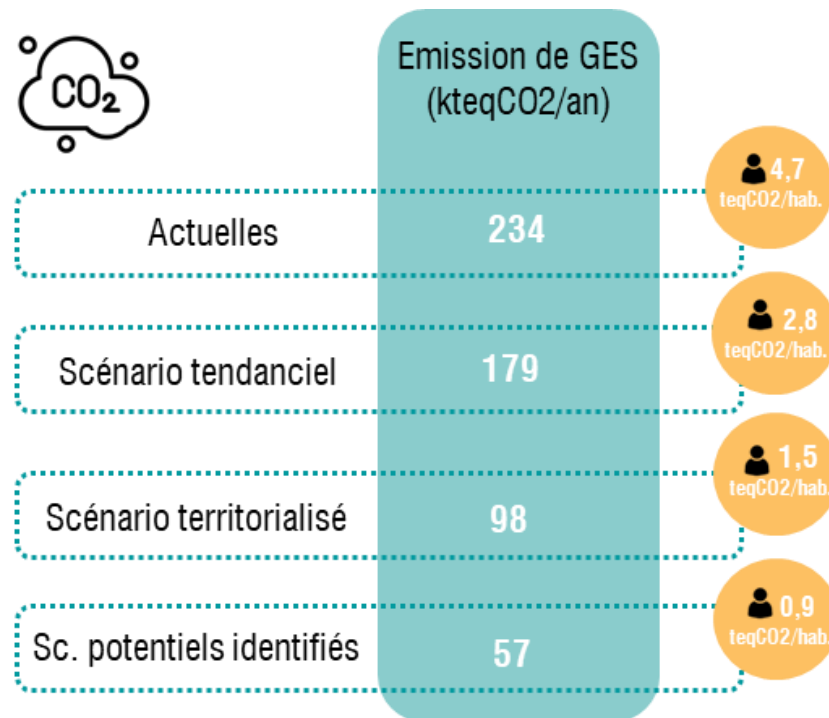 CO2
Emission de GES
(kteqCO2/an)
4,7
teqCO2/hab.
Actuelles
234
2,8
teqCO2/hab.
Scénario tendanciel
179
1,5
teqCO2/hab.
Scénario territorialisé
98
0,9
teqCO2/hab.
Sc. potentiels identifiés
57